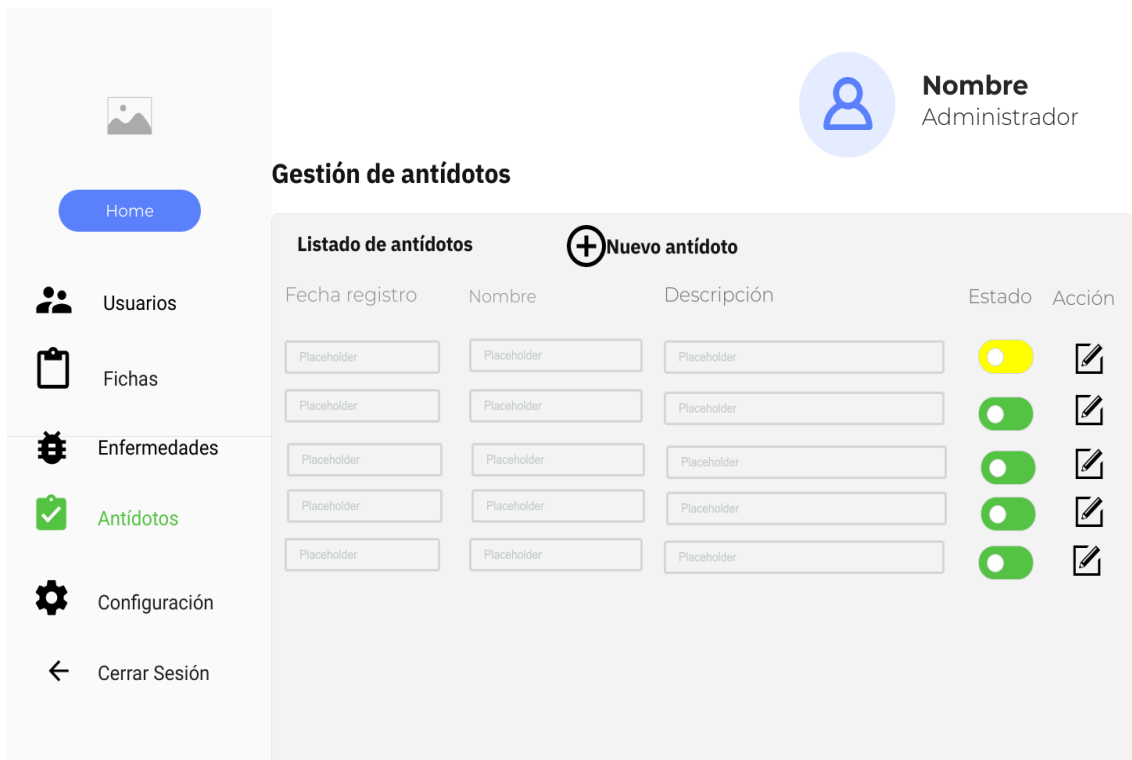 Nombre
Administrador
Gestión de antídotos
Home
Usuarios
Fichas
Enfermedades
Antídotos
Configuración
Cerrar Sesión
Listado de antídotos
Nuevo antídoto
Fecha registro Nombre Descripción Estado Acción
Placeholder Placeholder Placeholder
Placeholder Placeholder Placeholder
Placeholder Placeholder Placeholder
Placeholder Placeholder Placeholder
Placeholder Placeholder Placeholder